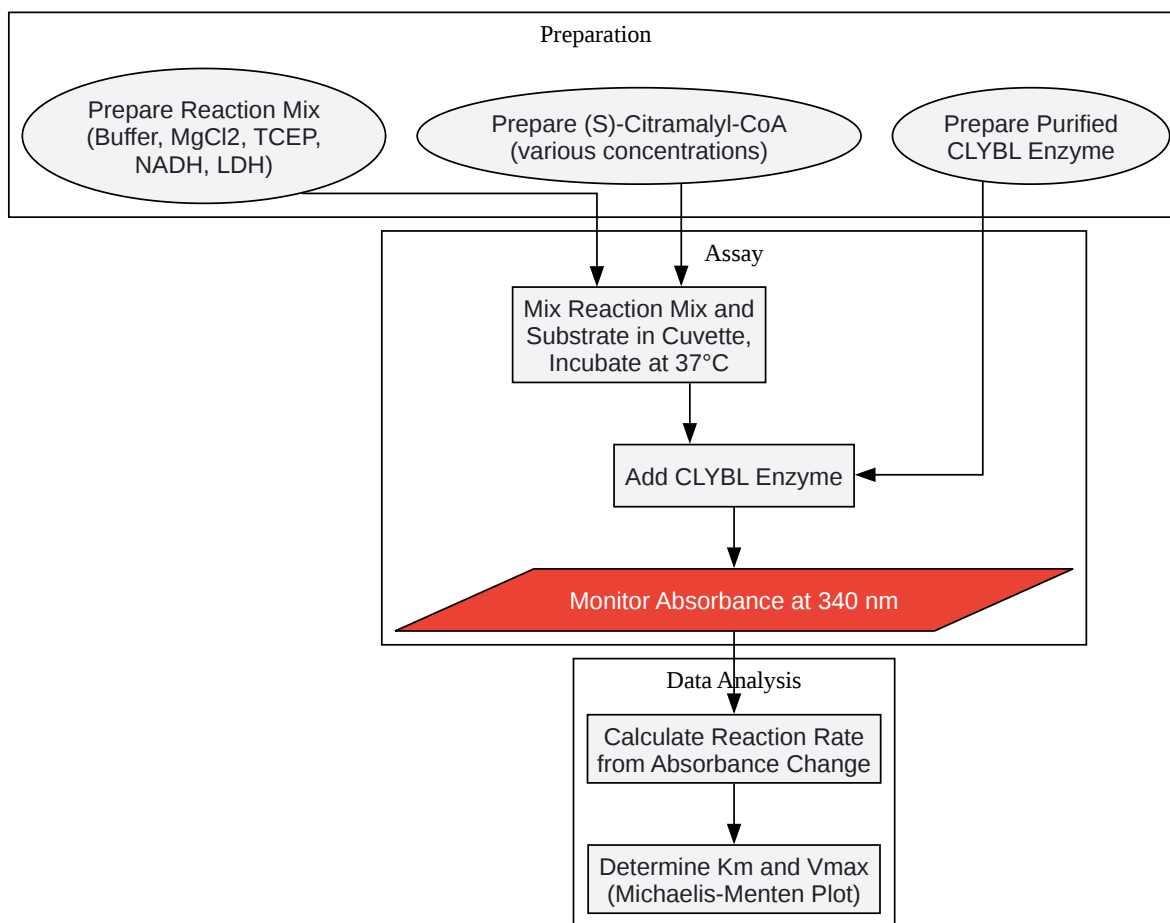 Preparation
Prepare Reaction Mix
(Buffer, MgCl2, TCEP,
NADH, LDH)
Prepare (S)-Citramalyl-CoA
(various concentrations)
Prepare Purified
CLYBL Enzyme
Assay
Mix Reaction Mix and
Substrate in Cuvette,
Incubate at 37°C
Add CLYBL Enzyme
Monitor Absorbance at 340 nm
Data Analysis
Calculate Reaction Rate
from Absorbance Change
Determine Km and Vmax
(Michaelis-Menten Plot)